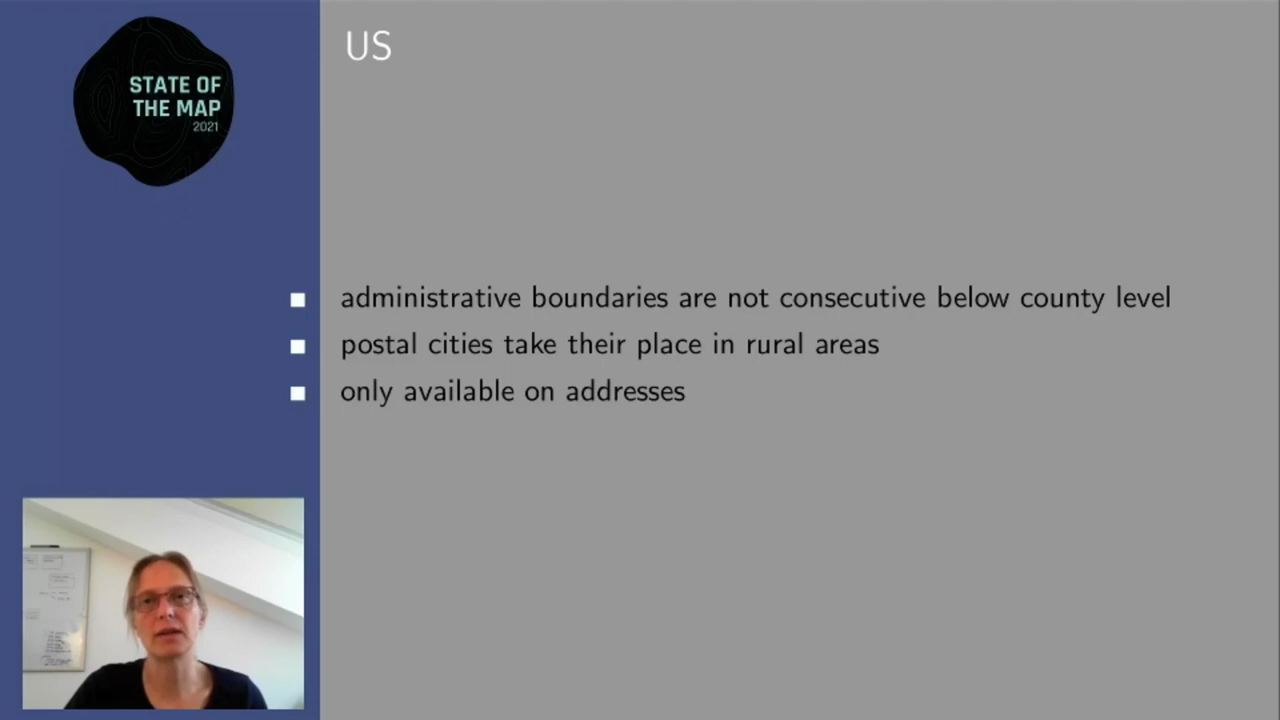 STATE OF
THE MAP
2021
US
administrative boundaries are not consecutive below county level
postal cities take their place in rural areas
only available on addresses